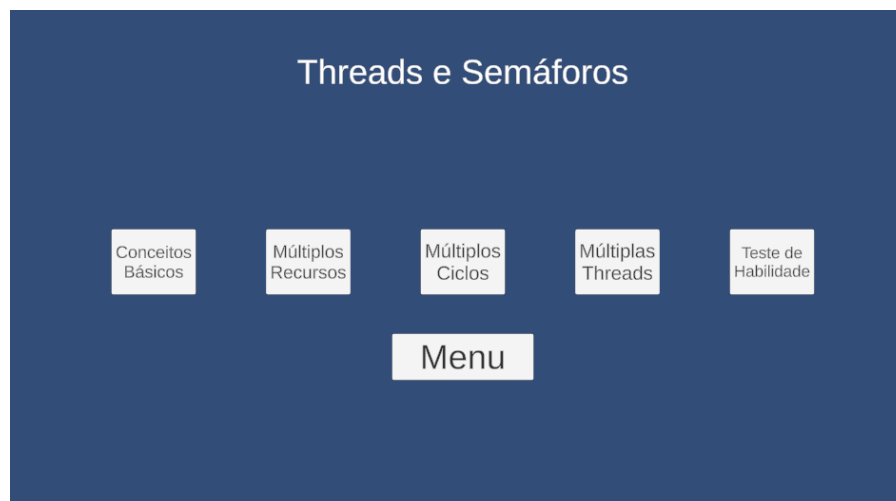 Threads e Semáforos
Conceitos
Básicos
Múltiplos
Recursos
Múltiplos
Ciclos
Múltiplas
Threads
Teste de
Habilidade
Menu